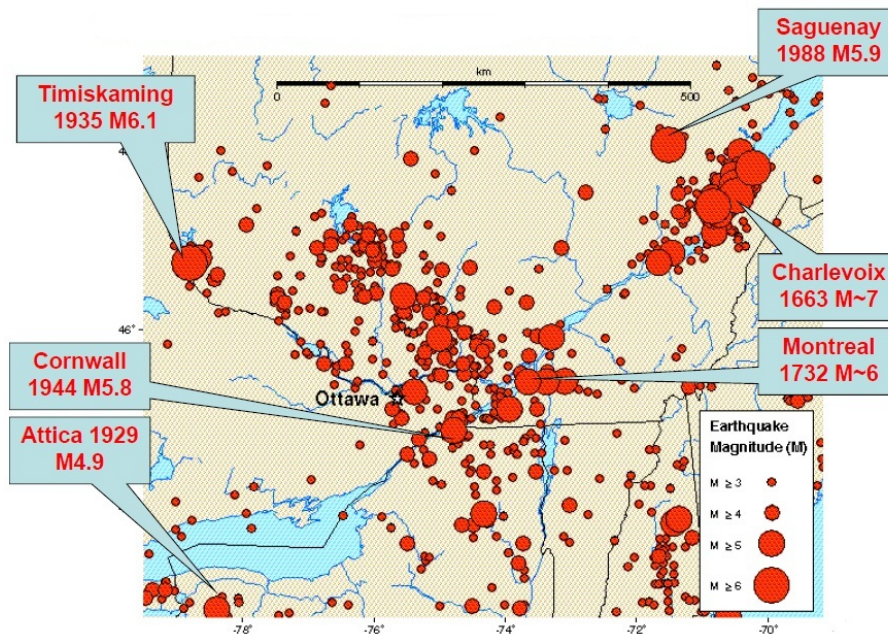 Saguenay
1988 M5.9
km
0
500
Timiskaming
1935 M6.1
Charlevoix
1663 M~7
46°
Montreal
1732 M~6
Cornwall
1944 M5.8
Ottawa
Attica 1929
M4.9
Earthquake
Magnitude (M)
M ≥ 3
M ≥ 4
M ≥ 5
M ≥ 6
-78°
-76°
-74°
-72°
-70°